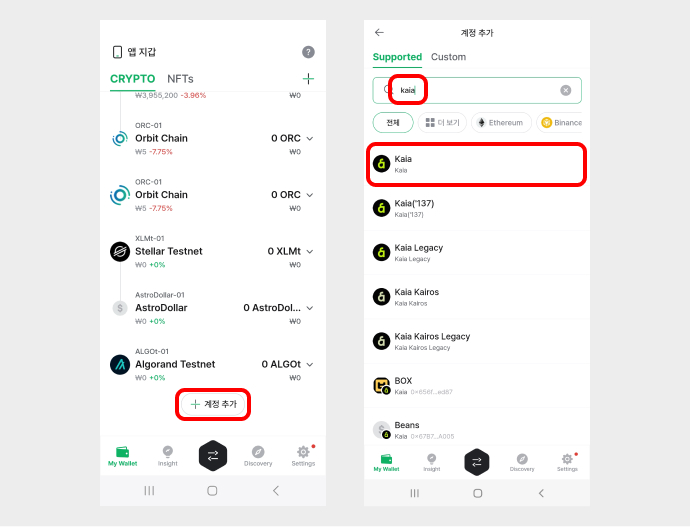 앱 지갑
?
CRYPTO NFTs
₩3,955,200 -3.96% ₩0
ORC-01
Orbit Chain 0 ORC
₩5 -7.75% ₩0
ORC-01
Orbit Chain 0 ORC
₩5 -7.75% ₩0
XLMt-01
Stellar Testnet 0 XLMt
₩0 +0% ₩0
AstroDollar-01
AstroDollar 0 AstroDol...
₩0 +0% ₩0
ALGOt-01
Algorand Testnet 0 ALGOt
₩0 +0% ₩0
계정 추가
My Wallet Insight Discovery Settings
계정 추가
Supported Custom
kaia
전체 더 보기 Ethereum Binance
Kaia
Kaia
Kaia('137)
Kaia('137)
Kaia Legacy
Kaia Legacy
Kaia Kairos
Kaia Kairos
Kaia Kairos Legacy
Kaia Kairos Legacy
BOX
Kaia 0x656f...ed67
Beans
Kaia 0x6787...A005
My Wallet Insight Discovery Settings